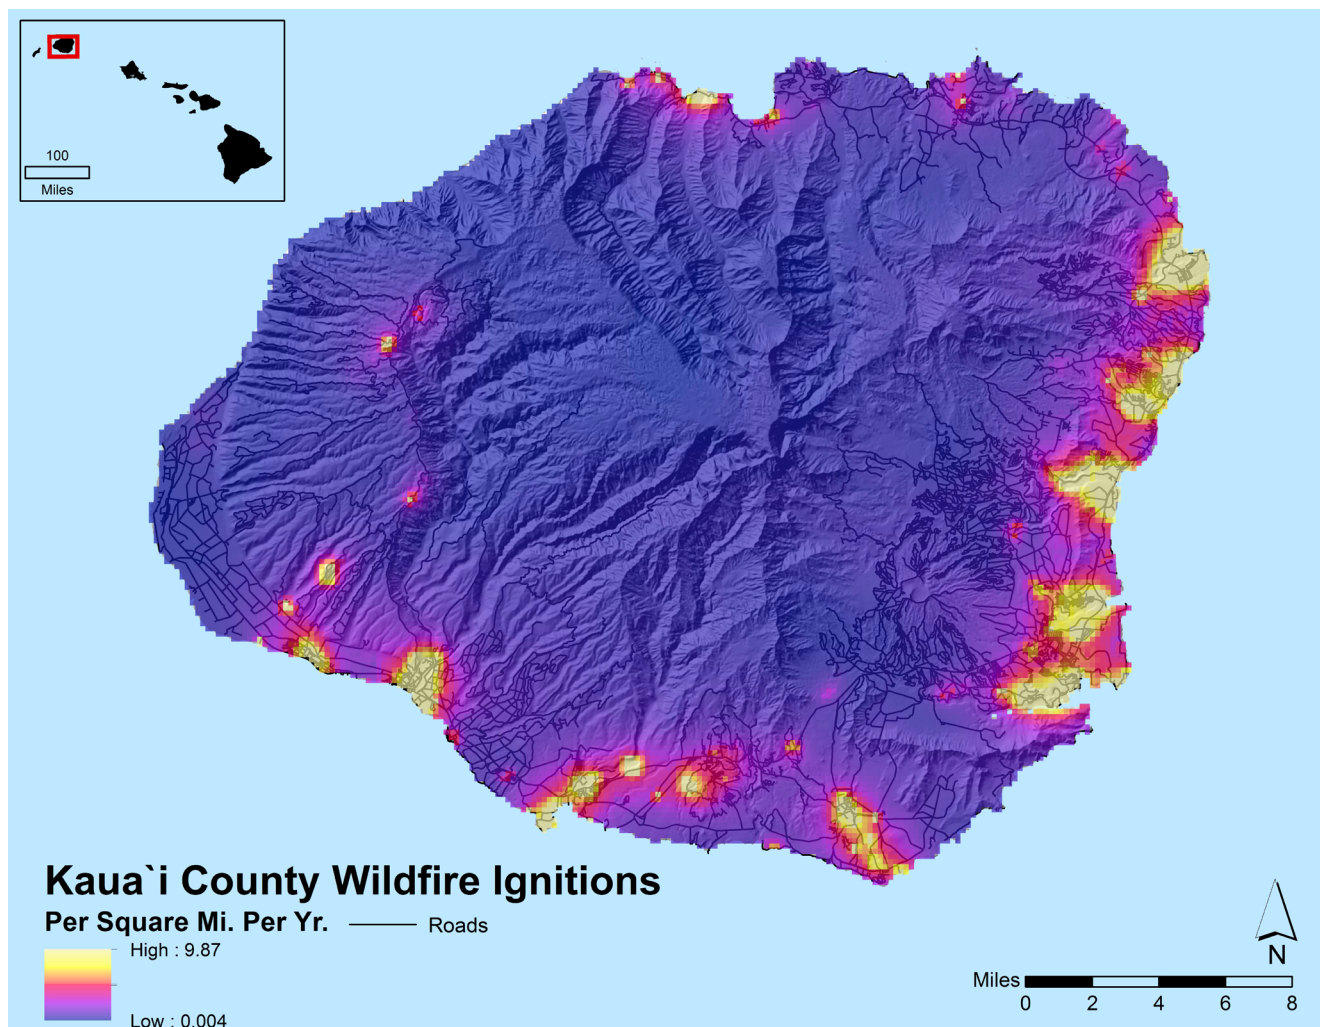 100
Miles
Kaua`i County Wildfire Ignitions
Per Square Mi. Per Yr.
Roads
High : 9.87
Low : 0.004
N
Miles
0 2 4 6 8